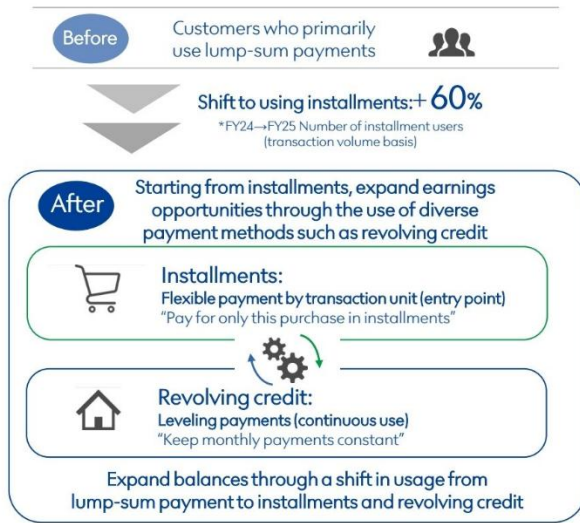 Before
Customers who primarily
use lump-sum payments
Shift to using installments:+60%
*FY24→FY25 Number of installment users
(transaction volume basis)
After
Starting from installments, expand earnings
opportunities through the use of diverse
payment methods such as revolving credit
Installments:
Flexible payment by transaction unit (entry point)
“Pay for only this purchase in installments”
Revolving credit:
Leveling payments (continuous use)
“Keep monthly payments constant”
Expand balances through a shift in usage from
lump-sum payment to installments and revolving credit